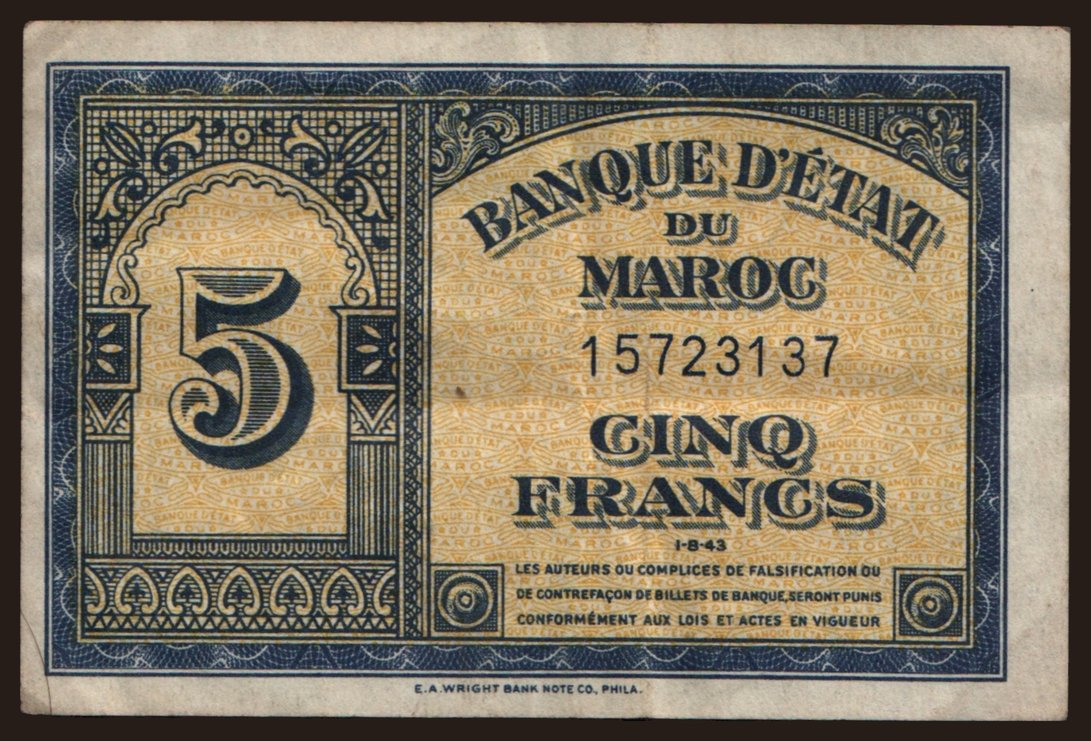 5
BANQUE D'ÉTAT
DU
MAROC
15723137
CINQ
FRANCS
1-8-43
LES AUTEURS OU COMPLICES DE FALSIFICATION OU
DE CONTREFAÇON DE BILLETS DE BANQUE, SERONT PUNIS
CONFORMÉMENT AUX LOIS ET ACTES EN VIGUEUR
E.A.WRIGHT BANK NOTE CO., PHILA.